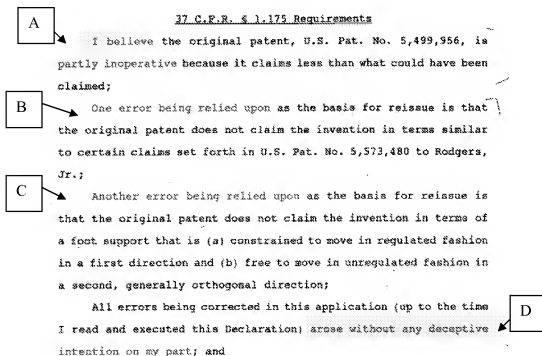 37 C.F.R. § 1.175 Requirements
A
I believe the original patent, U.S. Pat. No. 5,499,956, is
partly inoperative because it claims less than what could have been
claimed;
B
One error being relied upon as the basis for reissue is that
the original patent does not claim the invention in terms similar
to certain claims set forth in U.S. Pat. No. 5,573,480 to Rodgers,
Jr.;
C
Another error being relied upon as the basis for reissue is
that the original patent does not claim the invention in terms of
a foot support that is (a) constrained to move in regulated fashion
in a first direction and (b) free to move in unregulated fashion in
a second, generally orthogonal direction;
All errors being corrected in this application (up to the time
D
I read and executed this Declaration) arose without any deceptive
intention on my part; and